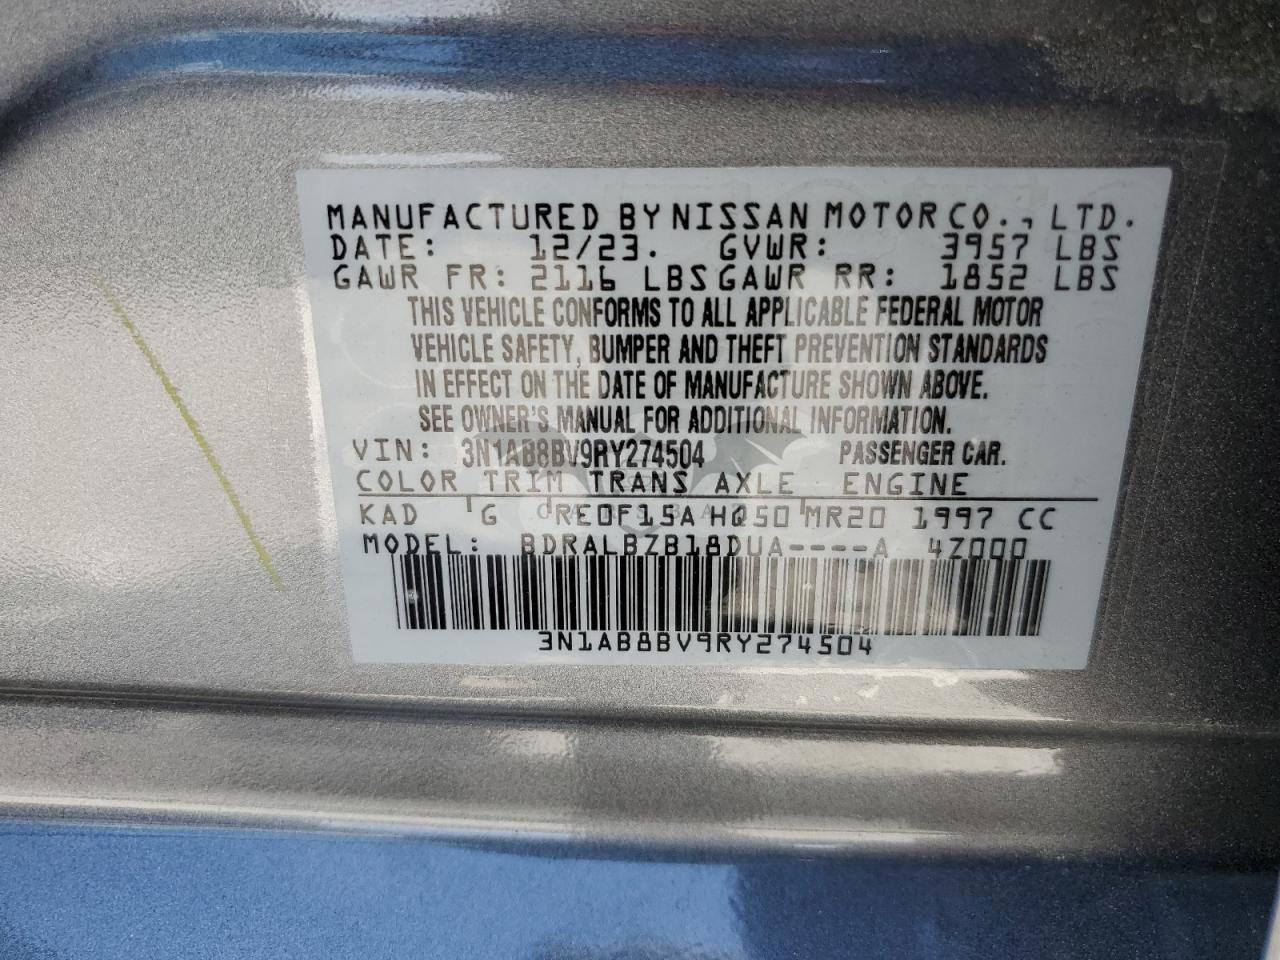 MANUFACTURED BY NISSAN MOTOR CO., LTD.
DATE: 12/23. GVWR: 3957 LBS
GAWR FR: 2116 LBS GAWR RR: 1852 LBS
THIS VEHICLE CONFORMS TO ALL APPLICABLE FEDERAL MOTOR
VEHICLE SAFETY, BUMPER AND THEFT PREVENTION STANDARDS
IN EFFECT ON THE DATE OF MANUFACTURE SHOWN ABOVE.
SEE OWNER'S MANUAL FOR ADDITIONAL INFORMATION.
VIN: 3N1AB8BV9RY274504 PASSENGER CAR.
COLOR TRIM TRANS AXLE ENGINE
KAD G RE0F15A HQ50 MR20 1997 CC
MODEL: BDRALBZB18DUA----A 4Z000
3N1AB8BV9RY274504